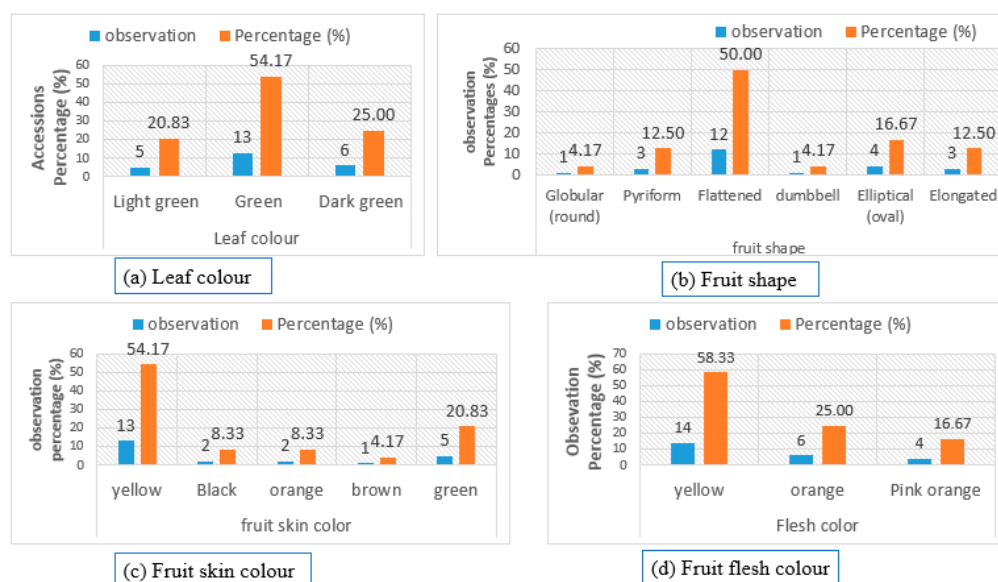 observation Percentage (%)
54.17
20.83
25.00
5
13
6
60
50
40
30
20
10
0
Accessions
Percentage (%)
Light green Green Dark green
Leaf colour
(a) Leaf colour
observation Percentage (%)
50.00
1 4.17
3 12.50
12
1 4.17
4 16.67
3 12.50
60
50
40
30
20
10
0
observation
Percentages (%)
Globular
(round)
Pyriform
Flattened
dumbbell
Elliptical
(oval)
Elongated
fruit shape
(b) Fruit shape
observation Percentage (%)
54.17
13
2 8.33
2 8.33
1 4.17
5 20.83
60
50
40
30
20
10
0
observation
percentage (%)
yellow Black orange brown green
fruit skin color
(c) Fruit skin colour
observation Percentage (%)
58.33
14
6 25.00
4 16.67
70
60
50
40
30
20
10
0
Obsevation
Percentage (%)
yellow orange Pink orange
Flesh color
(d) Fruit flesh colour